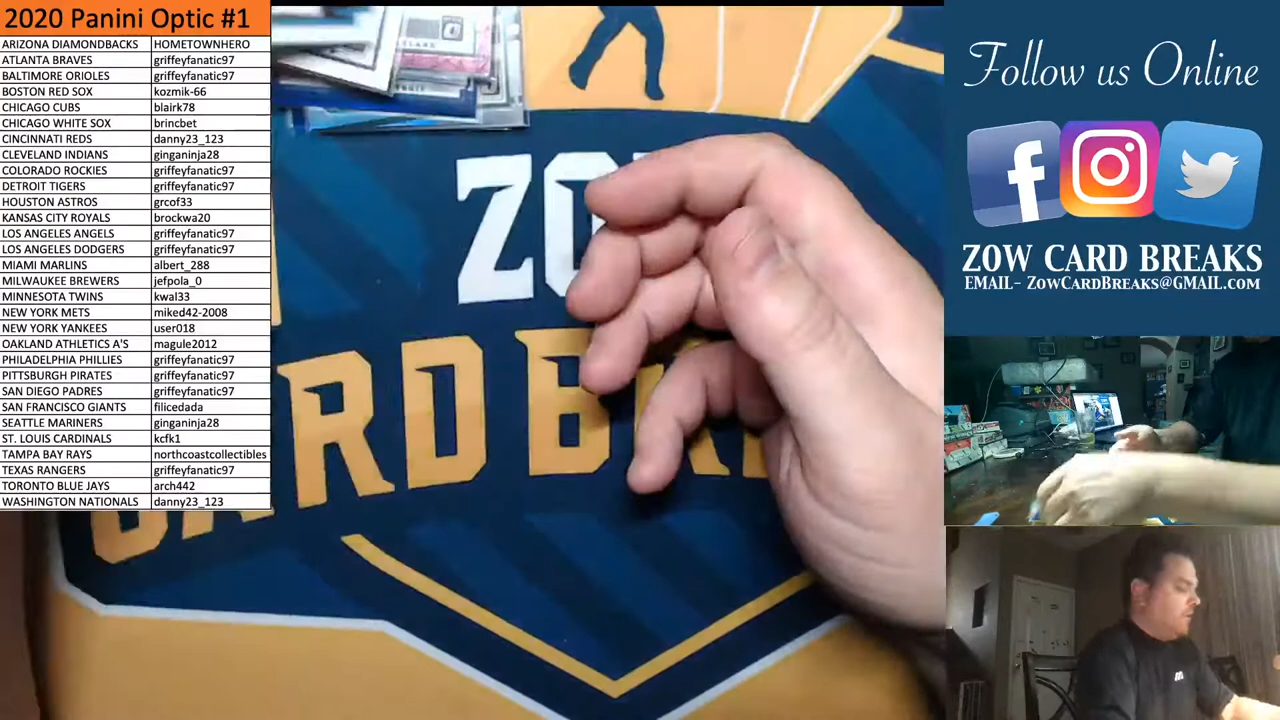 2020 Panini Optic #1
ARIZONA DIAMONDBACKS HOMETOWNHERO
ATLANTA BRAVES griffeyfanatic97
BALTIMORE ORIOLES griffeyfanatic97
BOSTON RED SOX kozmik-66
CHICAGO CUBS blairk78
CHICAGO WHITE SOX brincbet
CINCINNATI REDS danny23_123
CLEVELAND INDIANS ginganinja28
COLORADO ROCKIES griffeyfanatic97
DETROIT TIGERS griffeyfanatic97
HOUSTON ASTROS grcof33
KANSAS CITY ROYALS brockwa20
LOS ANGELES ANGELS griffeyfanatic97
LOS ANGELES DODGERS griffeyfanatic97
MIAMI MARLINS albert_288
MILWAUKEE BREWERS jefpola_0
MINNESOTA TWINS kwal33
NEW YORK METS miked42-2008
NEW YORK YANKEES user018
OAKLAND ATHLETICS A'S magule2012
PHILADELPHIA PHILLIES griffeyfanatic97
PITTSBURGH PIRATES griffeyfanatic97
SAN DIEGO PADRES griffeyfanatic97
SAN FRANCISCO GIANTS filicedada
SEATTLE MARINERS ginganinja28
ST. LOUIS CARDINALS kcfk1
TAMPA BAY RAYS northcoastcollectibles
TEXAS RANGERS griffeyfanatic97
TORONTO BLUE JAYS arch442
WASHINGTON NATIONALS danny23_123
ZO
CARD BR
Follow us Online
f
ZOW CARD BREAKS
EMAIL- ZowCardBreaks@GMAIL.com